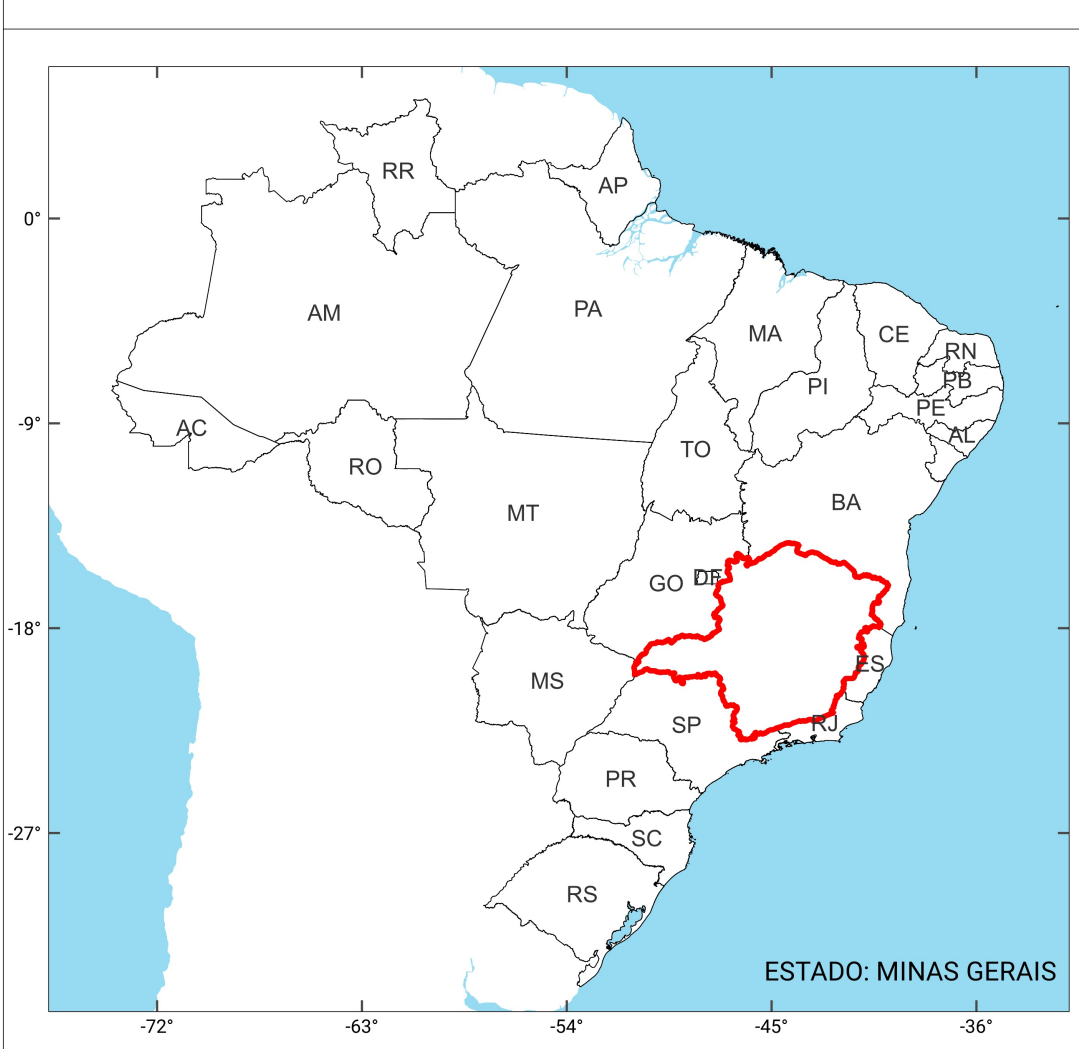 RR
AP
0°
AM
PA
MA
CE
RN
PB
PI
PE
-9°
AC
AL
TO
RO
BA
MT
GO
DF
-18°
ES
MS
SP
RJ
PR
-27°
SC
RS
ESTADO: MINAS GERAIS
-72°
-63°
-54°
-45°
-36°